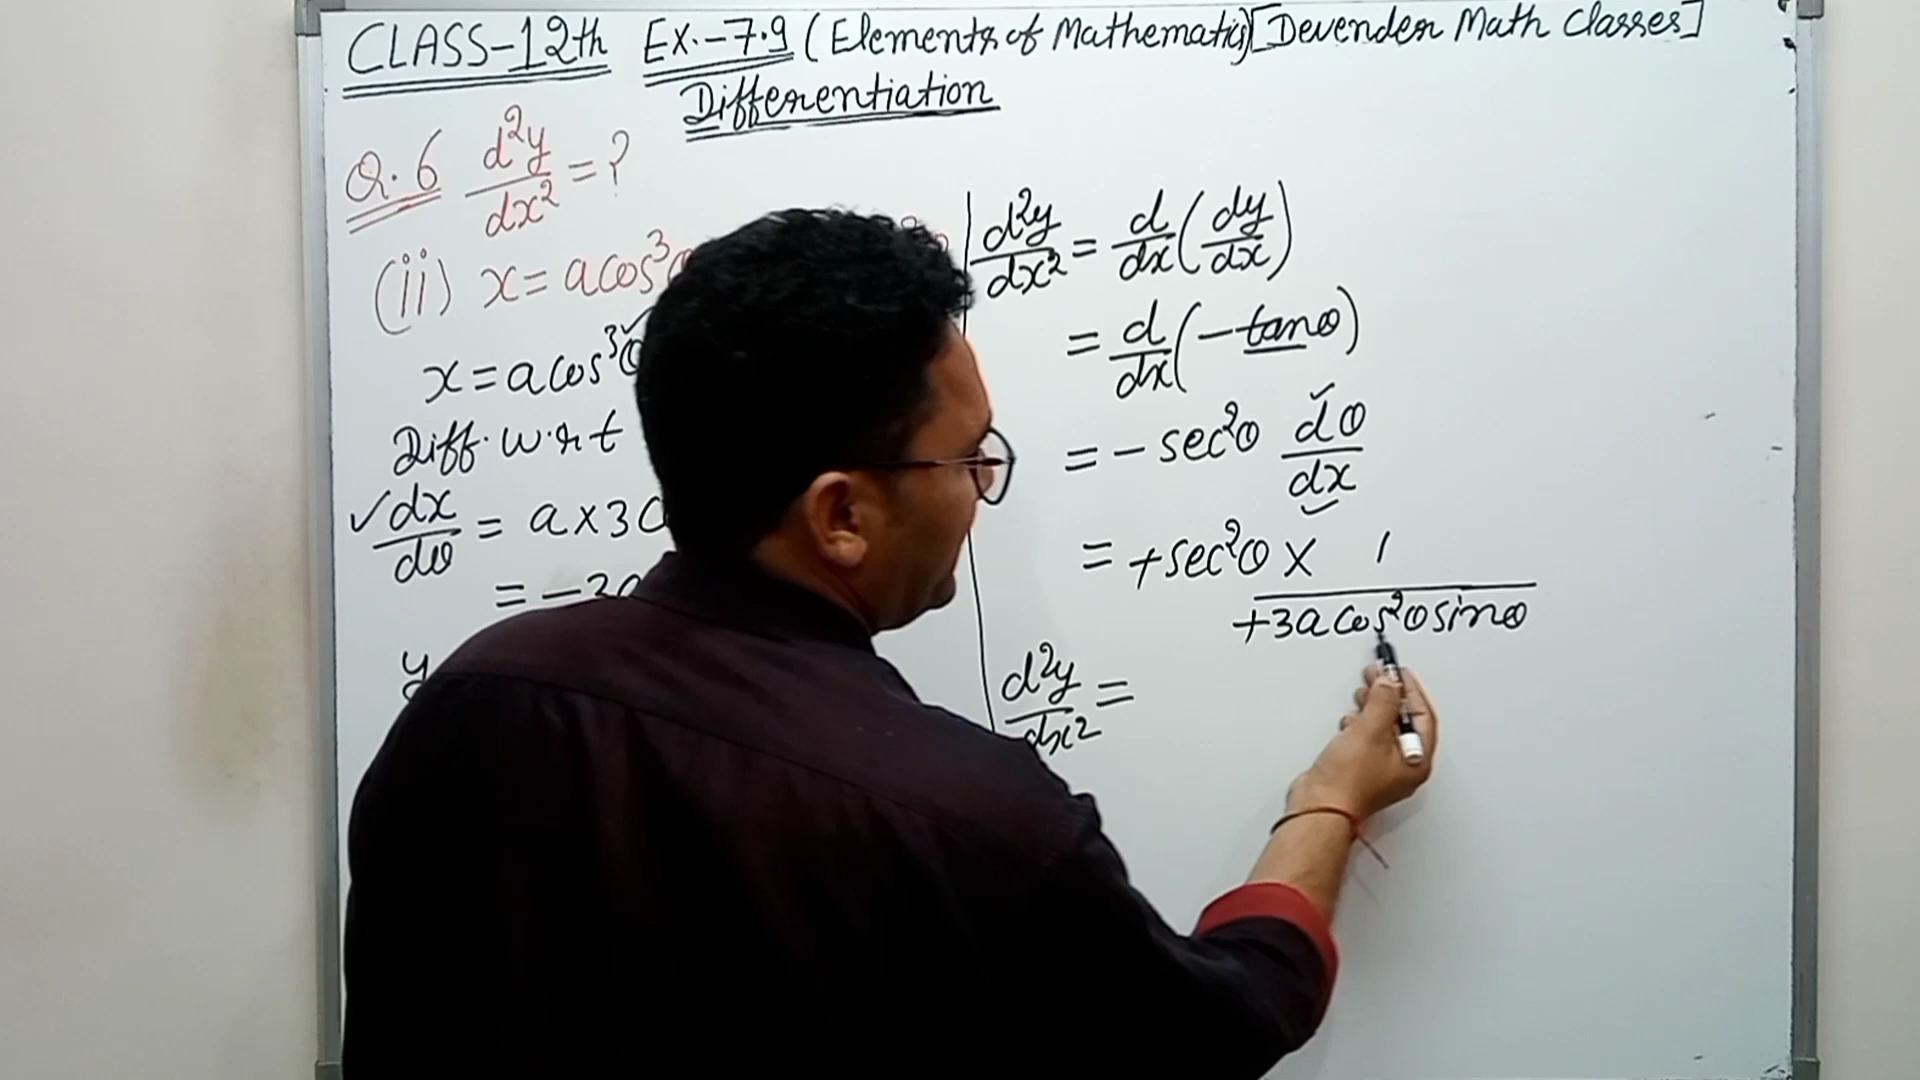 CLASS-12th EX.-7.9 (Elements of Mathematics) [Devender Math Classes]
Differentiation
Q.6 d²y/dx² = ?
(ii) x = a cos³
x = a cos³θ
Diff. w.r.t
✓ dx/dθ = a×3
= -3a
y
d²y/dx² = d/dx (dy/dx)
= d/dx (-tanθ)
= - sec²θ dθ/dx
= + sec²θ × 1/+3a cos²θ sinθ
d²y/dx² =